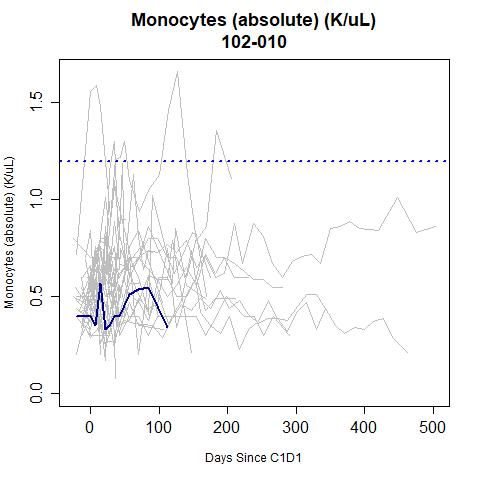 Monocytes (absolute) (K/uL)
102-010
Monocytes (absolute) (K/uL)
1.5
1.0
0.5
0.0
0 100 200 300 400 500
Days Since C1D1